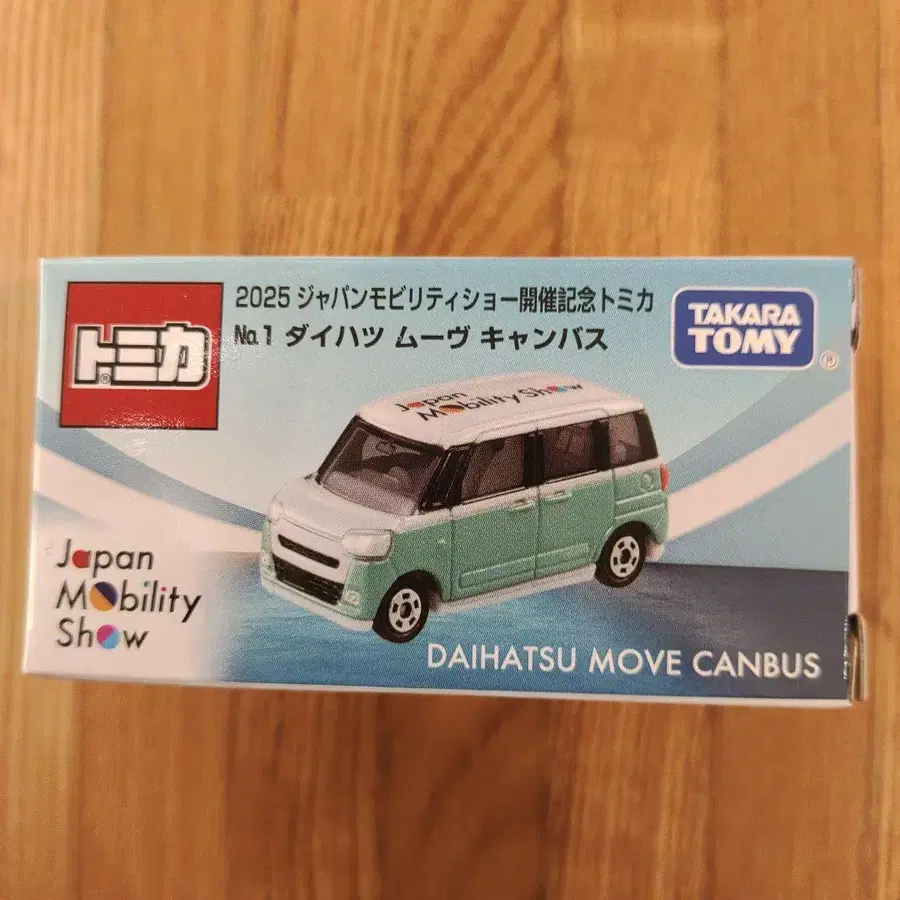 トミカ
®
2025 ジャパンモビリティショー開催記念トミカ
No.1 ダイハツ ムーヴ キャンバス
TAKARA
TOMY
®
Japan
Mobility Show
Japan
Mobility
Show
DAIHATSU MOVE CANBUS